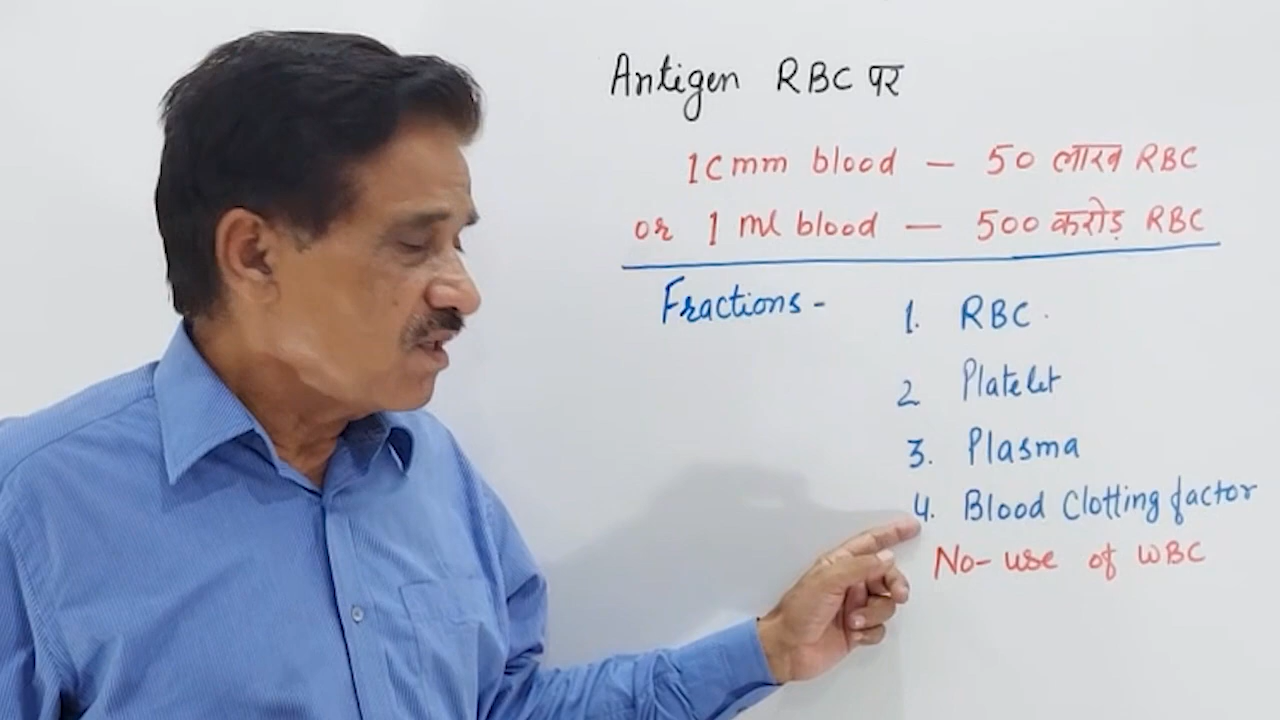 Antigen RBC पर
1 Cmm blood — 50 लाख RBC
or 1 ml blood — 500 करोड़ RBC
Fractions - 1. RBC
2 Platelet
3. Plasma
4. Blood Clotting factor
No-use of WBC